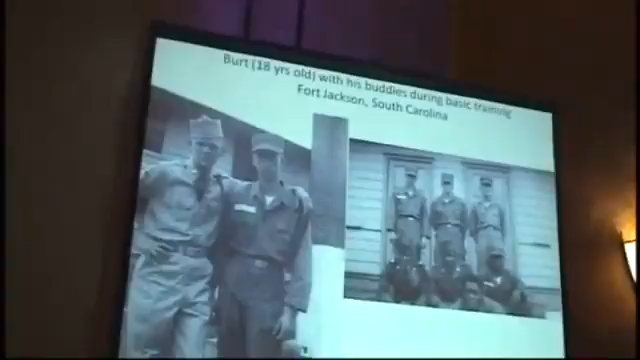 Burt (18 yrs old) with his buddies during basic training
Fort Jackson, South Carolina